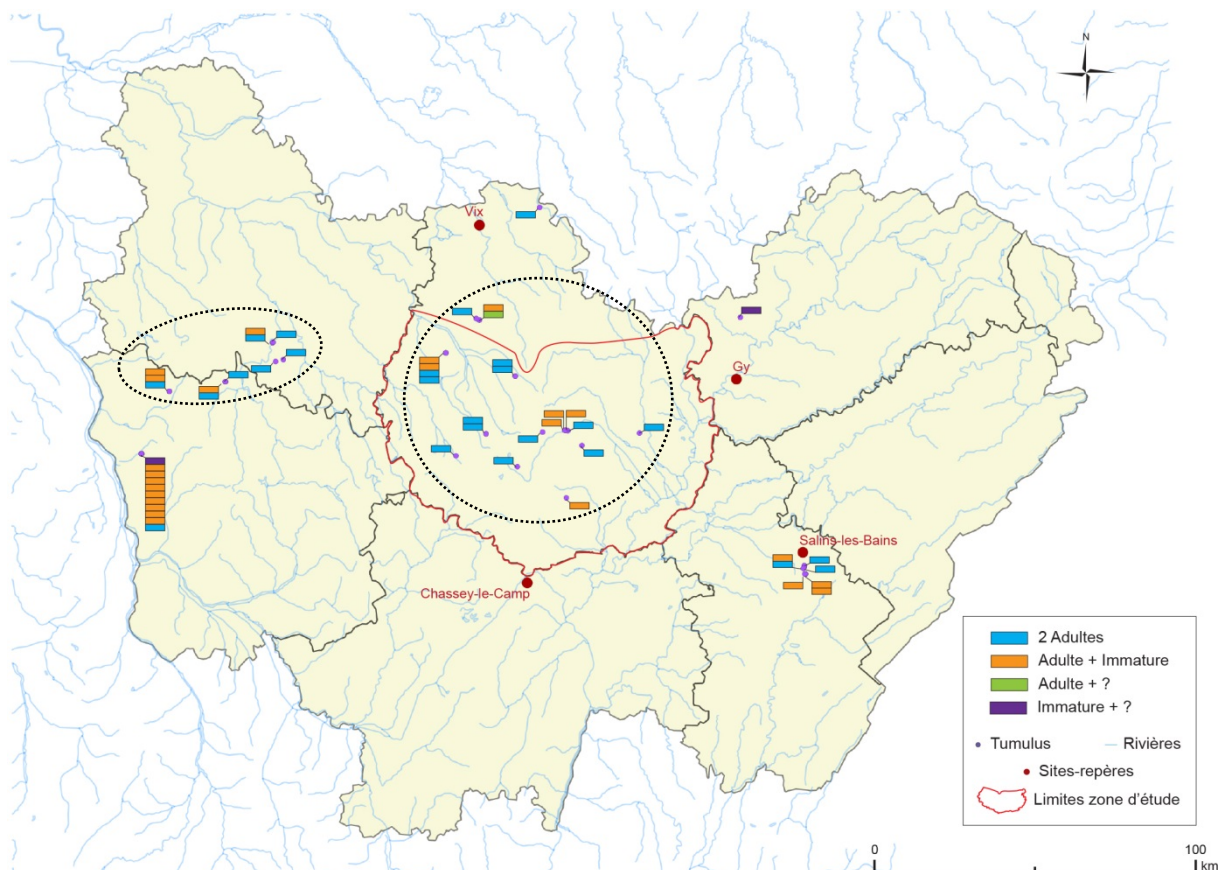 N
Vix
Gy
Salins-les-Bains
Chassey-le-Camp
2 Adultes
Adulte + Immature
Adulte + ?
Immature + ?
Tumulus
Rivières
Sites-repères
Limites zone d'étude
0
100
km